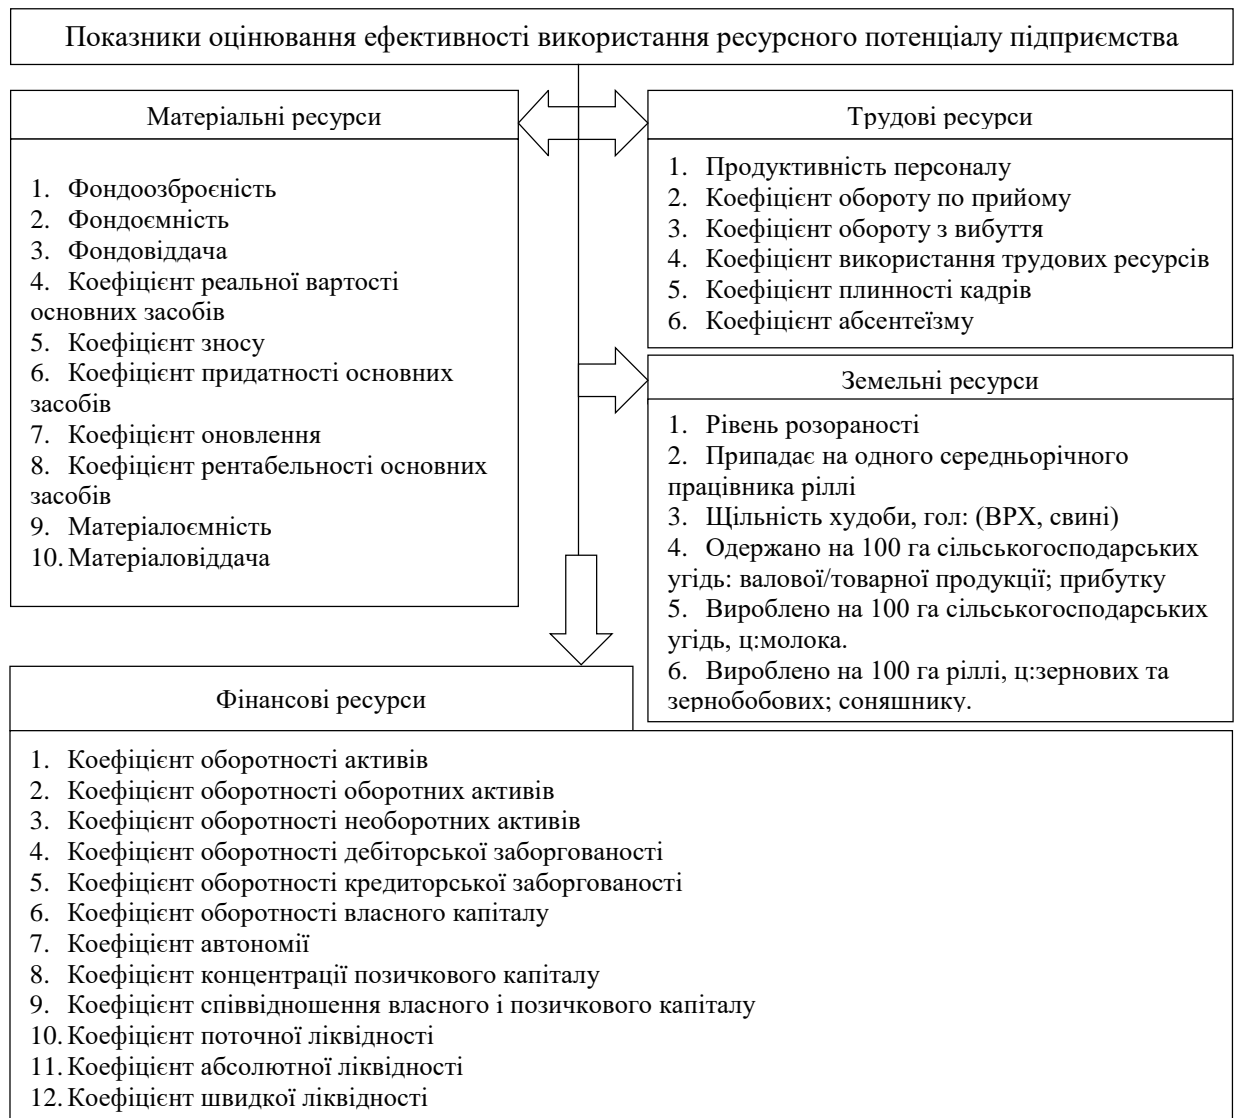 Показники оцінювання ефективності використання ресурсного потенціалу підприємства
Матеріальні ресурси
1. Фондоозброєність
2. Фондоємність
3. Фондовіддача
4. Коефіцієнт реальної вартості
основних засобів
5. Коефіцієнт зносу
6. Коефіцієнт придатності основних
засобів
7. Коефіцієнт оновлення
8. Коефіцієнт рентабельності основних
засобів
9. Матеріалоємність
10. Матеріаловіддача
Трудові ресурси
1. Продуктивність персоналу
2. Коефіцієнт обороту по прийому
3. Коефіцієнт обороту з вибуття
4. Коефіцієнт використання трудових ресурсів
5. Коефіцієнт плинності кадрів
6. Коефіцієнт абсентеїзму
Земельні ресурси
1. Рівень розораності
2. Припадає на одного середньорічного
працівника ріллі
3. Щільність худоби, гол: (ВРХ, свині)
4. Одержано на 100 га сільськогосподарських
угідь: валової/товарної продукції; прибутку
5. Вироблено на 100 га сільськогосподарських
угідь, ц:молока.
6. Вироблено на 100 га ріллі, ц:зернових та
зернобобових; соняшнику.
Фінансові ресурси
1. Коефіцієнт оборотності активів
2. Коефіцієнт оборотності оборотних активів
3. Коефіцієнт оборотності необоротних активів
4. Коефіцієнт оборотності дебіторської заборгованості
5. Коефіцієнт оборотності кредиторської заборгованості
6. Коефіцієнт оборотності власного капіталу
7. Коефіцієнт автономії
8. Коефіцієнт концентрації позичкового капіталу
9. Коефіцієнт співвідношення власного і позичкового капіталу
10. Коефіцієнт поточної ліквідності
11. Коефіцієнт абсолютної ліквідності
12. Коефіцієнт швидкої ліквідності